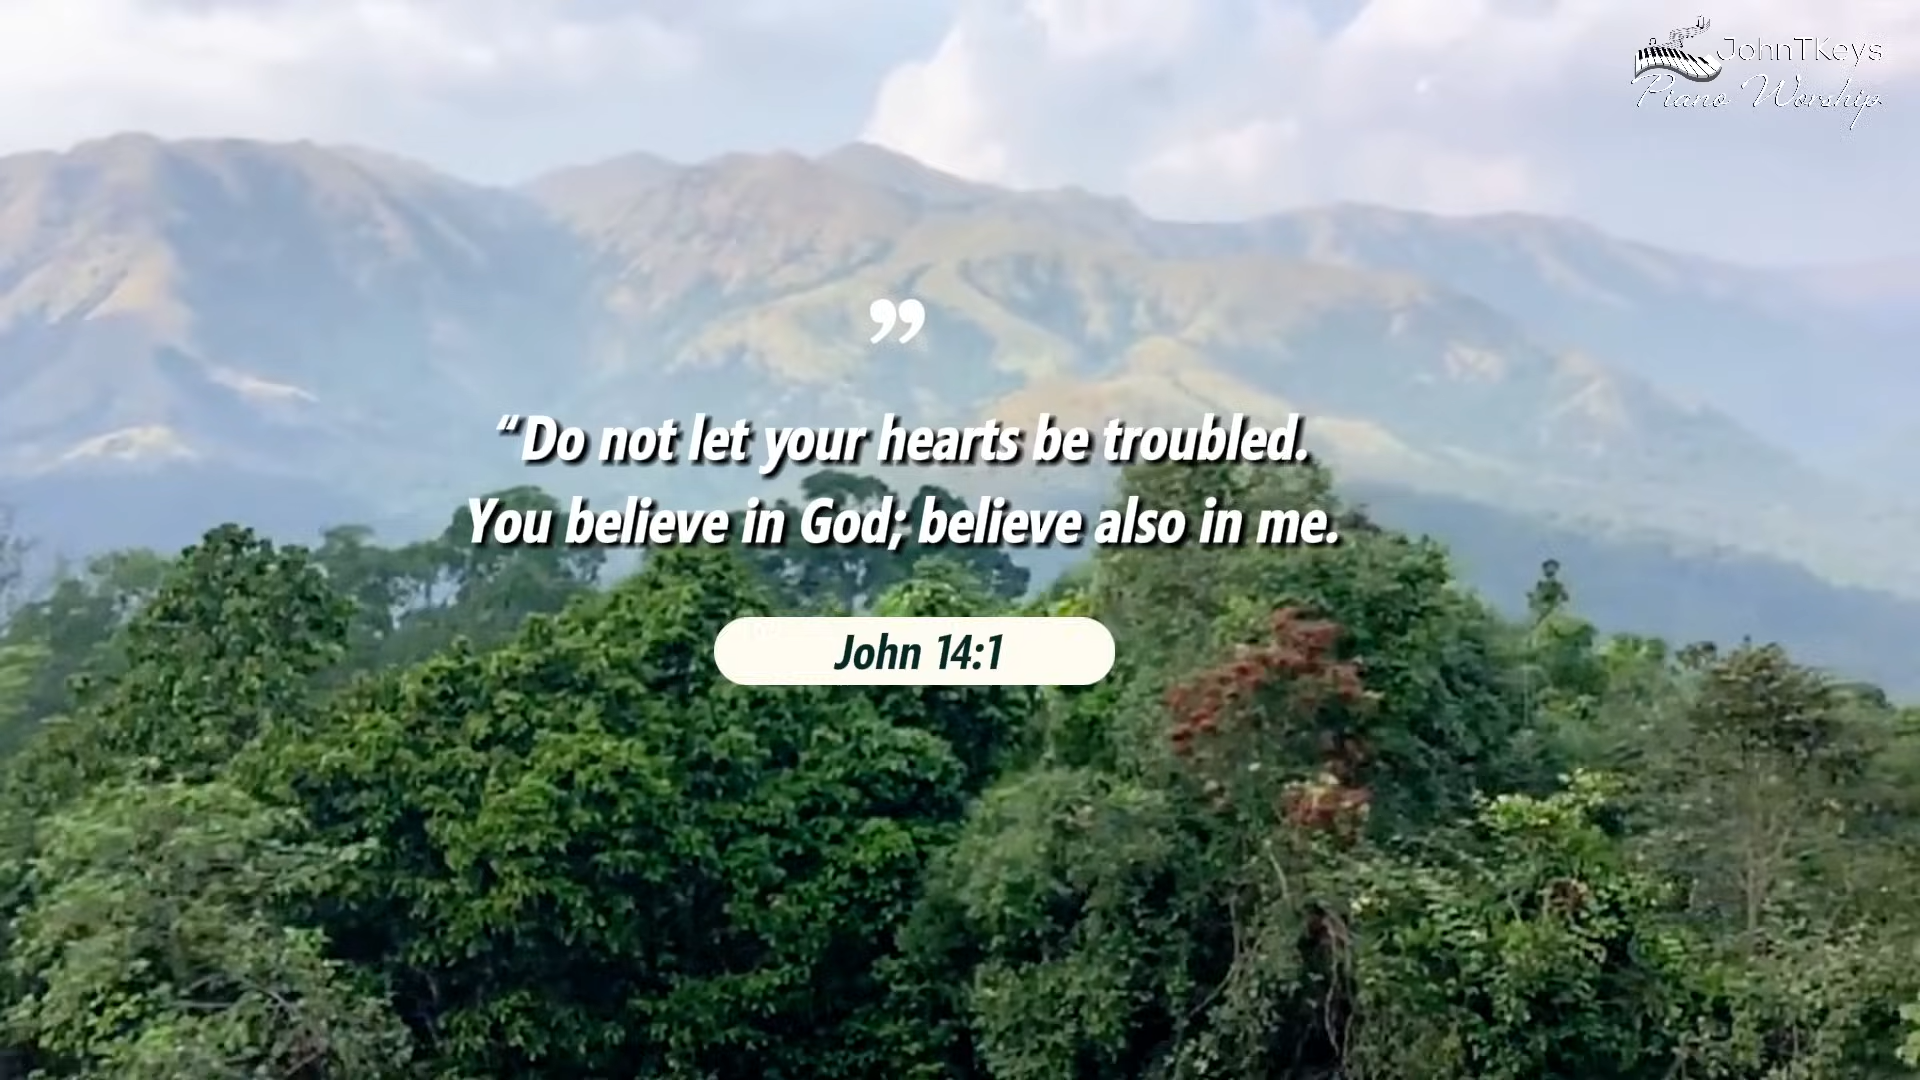 JohnTKeys
Piano Worship
”
“Do not let your hearts be troubled.
You believe in God; believe also in me.
John 14:1